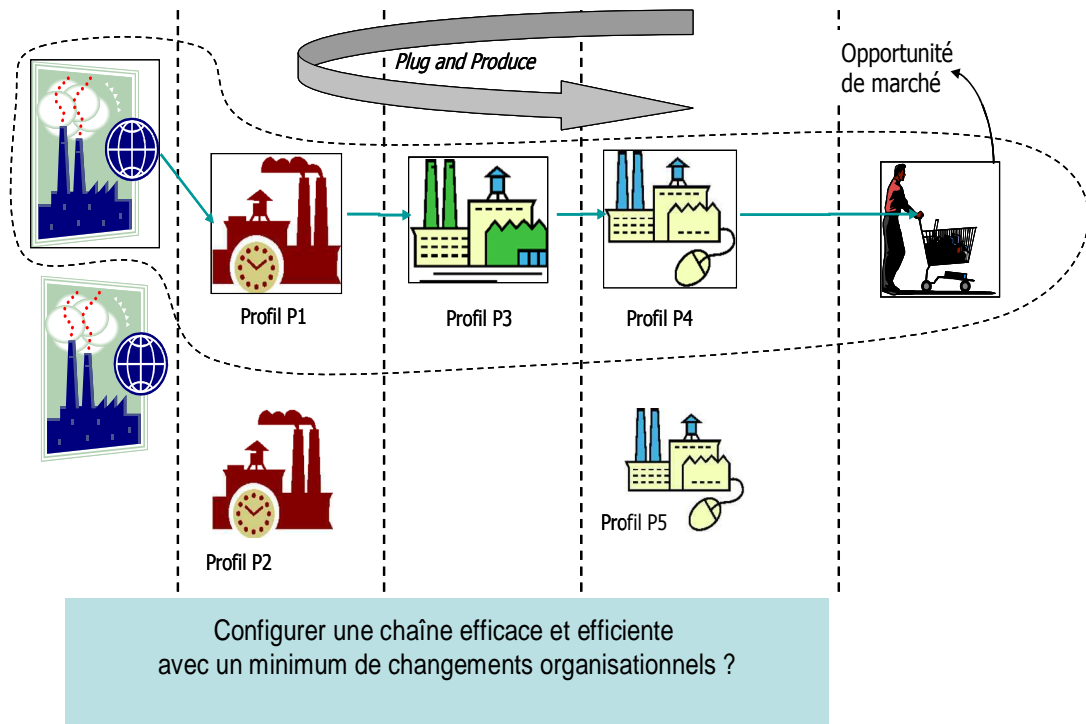 Plug and Produce
Opportunité
de marché
Profil P1
Profil P3
Profil P4
Profil P2
Profil P5
Configurer une chaîne efficace et efficiente
avec un minimum de changements organisationnels ?